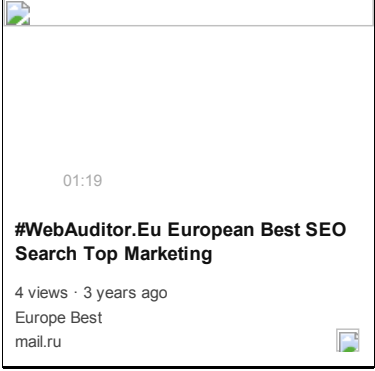 01:19
#WebAuditor.Eu European Best SEO
Search Top Marketing
4 views · 3 years ago
Europe Best
mail.ru